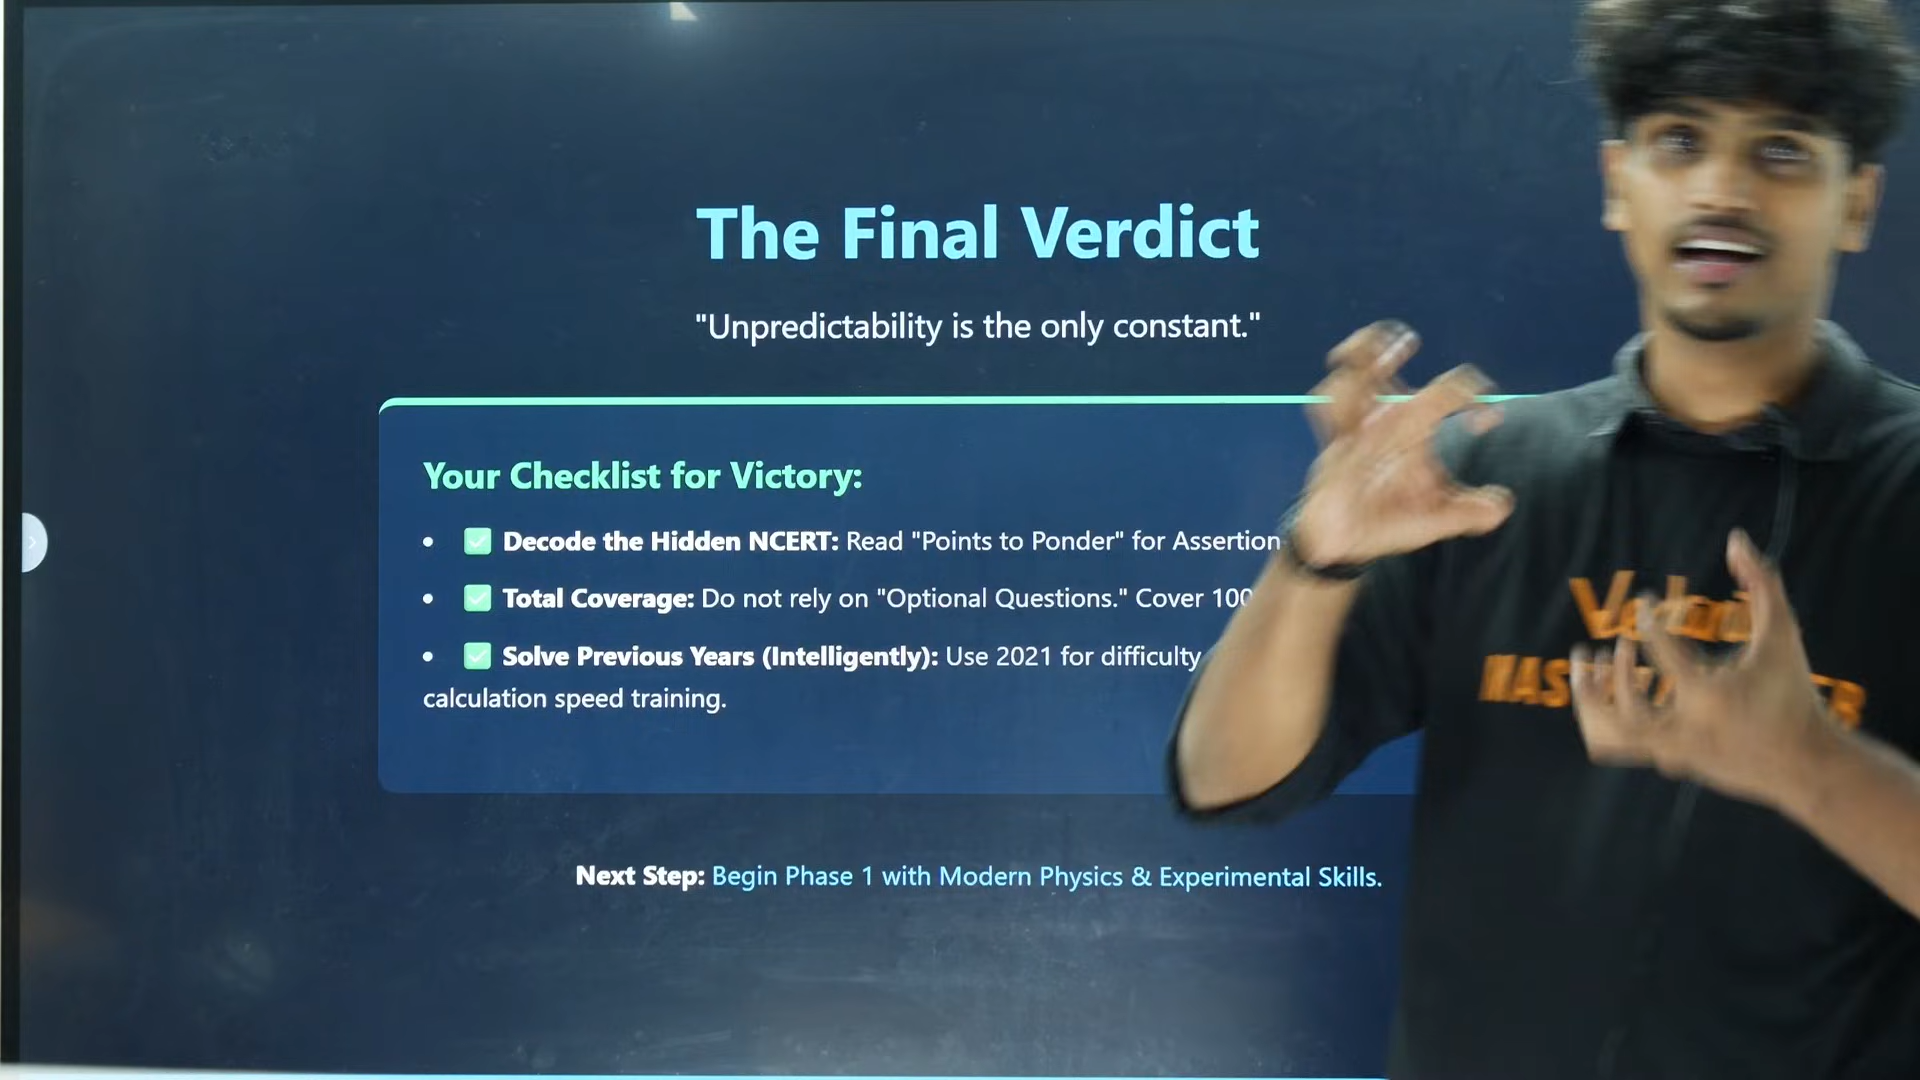 The Final Verdict
"Unpredictability is the only constant."
Your Checklist for Victory:
• ✅ Decode the Hidden NCERT: Read "Points to Ponder" for Assertion-
• ✅ Total Coverage: Do not rely on "Optional Questions." Cover 100
• ✅ Solve Previous Years (Intelligently): Use 2021 for difficulty
calculation speed training.
Next Step: Begin Phase 1 with Modern Physics & Experimental Skills.